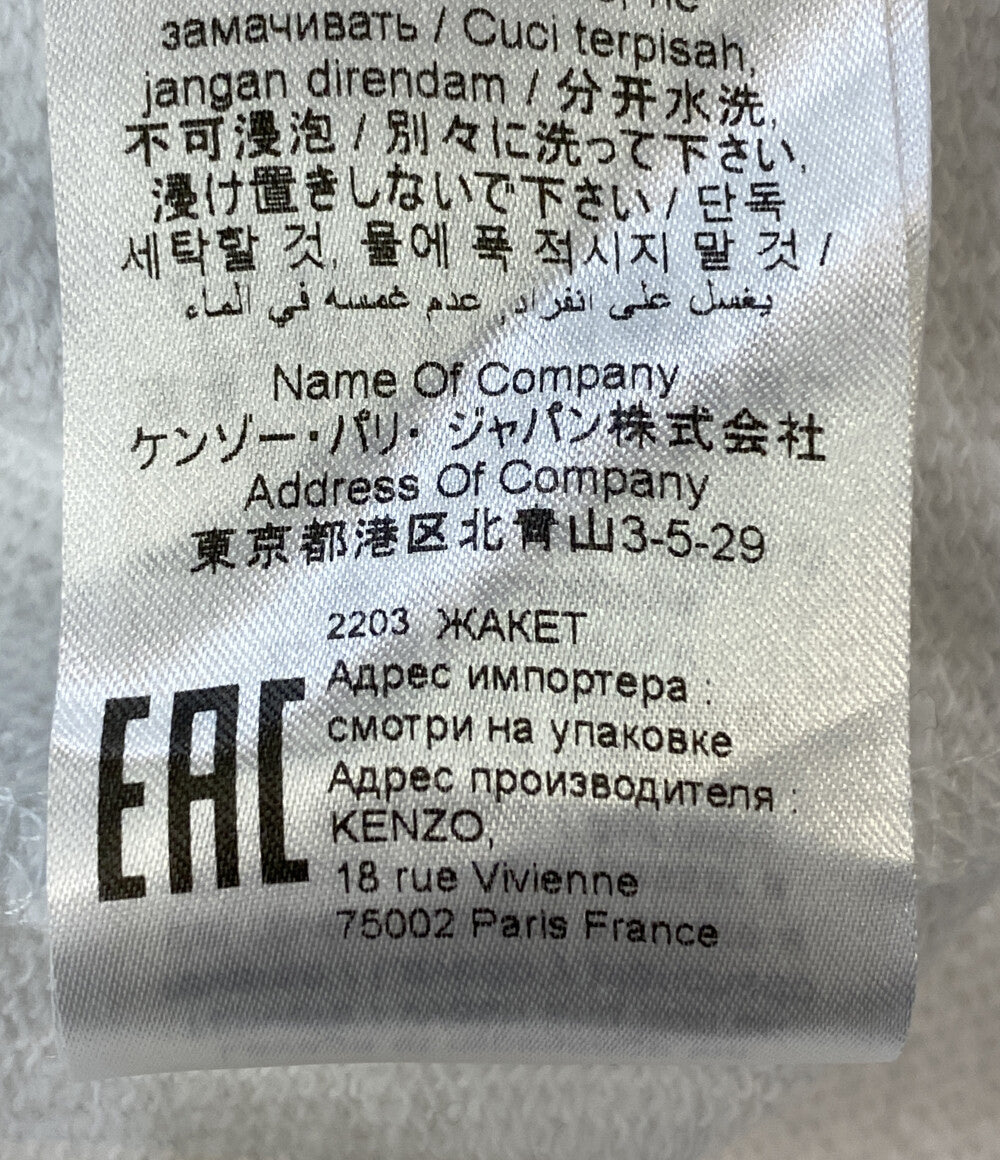 не
замачивать / Cuci terpisah,
jangan direndam / 分开水洗,
不可浸泡 / 別々に洗って下さい,
浸け置きしないで下さい / 단독
세탁할 것, 물에 푹 적시지 말 것 /
يغسل على انفراد, عدم غمسه في الماء
Name Of Company
ケンゾー・パリ・ジャパン株式会社
Address Of Company
東京都港区北青山3-5-29
2203 ЖАКЕТ
Адрес импортера :
смотри на упаковке
Адрес производителя :
KENZO,
18 rue Vivienne
75002 Paris France
EAC